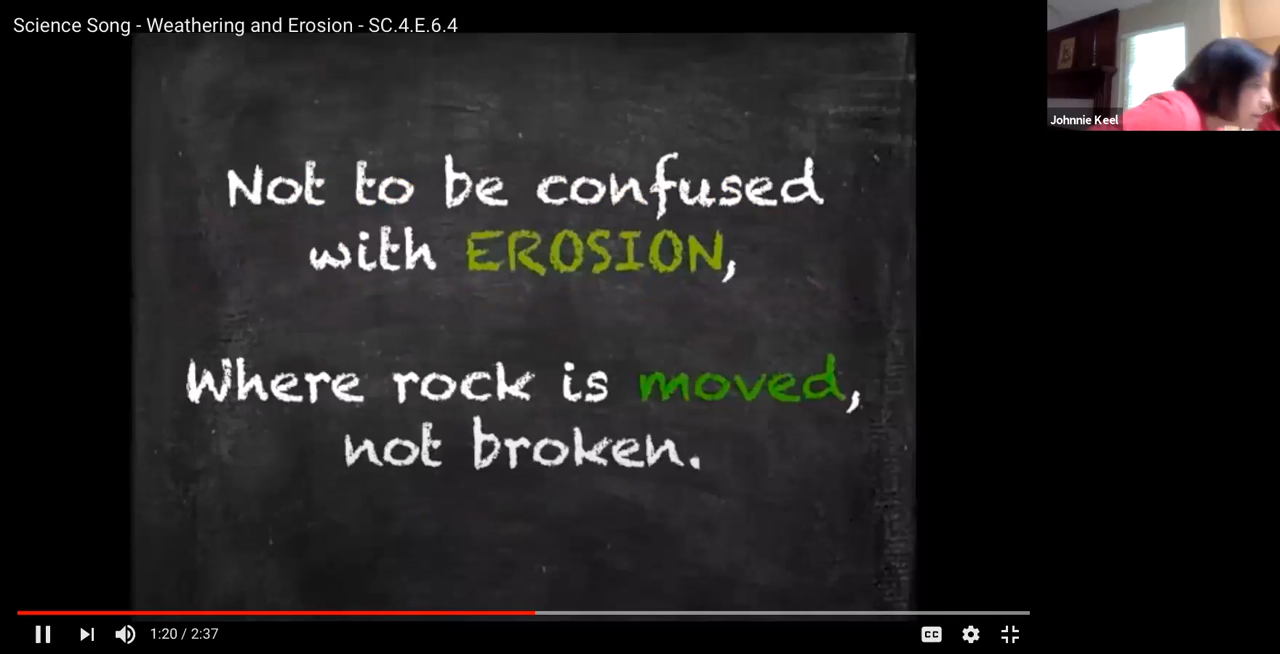 Science Song - Weathering and Erosion - SC.4.E.6.4
Johnnie Keel
Not to be confused
with EROSION,
Where rock is moved,
not broken.
1:20 / 2:37
CC